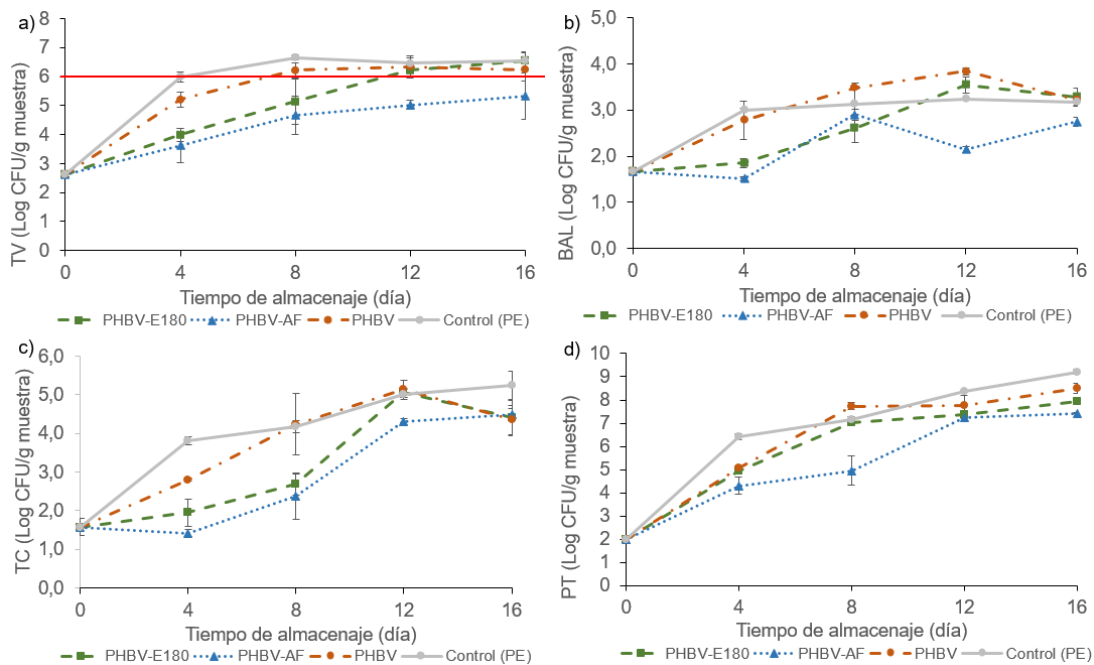 a)
TV (Log CFU/g muestra)
8
7
6
5
4
3
2
1
0
0 4 8 12 16
Tiempo de almacenaje (día)
PHBV-E180 PHBV-AF PHBV Control (PE)
b)
BAL (Log CFU/g muestra)
5,0
4,0
3,0
2,0
1,0
0,0
0 4 8 12 16
Tiempo de almacenaje (día)
PHBV-E180 PHBV-AF PHBV Control (PE)
c)
TC (Log CFU/g muestra)
6,0
5,0
4,0
3,0
2,0
1,0
0,0
0 4 8 12 16
Tiempo de almacenaje (día)
PHBV-E180 PHBV-AF PHBV Control (PE)
d)
PT (Log CFU/g muestra)
10
9
8
7
6
5
4
3
2
1
0
0 4 8 12 16
Tiempo de almacenaje (día)
PHBV-E180 PHBV-AF PHBV Control (PE)